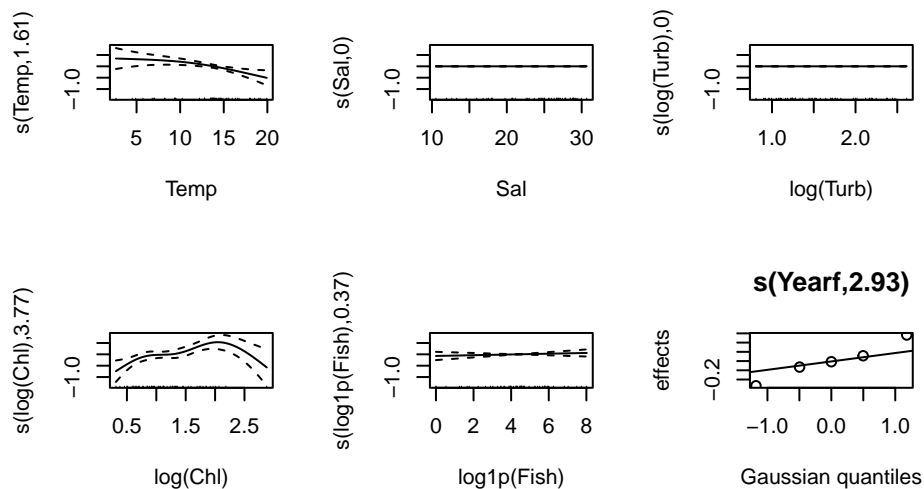 s(Temp,1.61)
−1.0
5 10 15 20
Temp
s(Sal,0)
−1.0
10 20 30
Sal
s(log(Turb),0)
−1.0
1.0 2.0
log(Turb)
s(log(Chl),3.77)
−1.0
0.5 1.5 2.5
log(Chl)
s(log1p(Fish),0.37)
−1.0
0 2 4 6 8
log1p(Fish)
s(Yearf,2.93)
effects
−0.2
−1.0 0.0 1.0
Gaussian quantiles